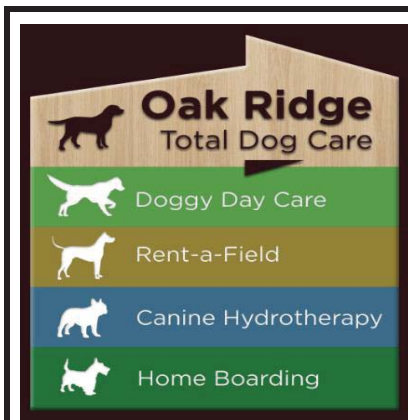 Oak Ridge
Total Dog Care
Doggy Day Care
Rent-a-Field
Canine Hydrotherapy
Home Boarding